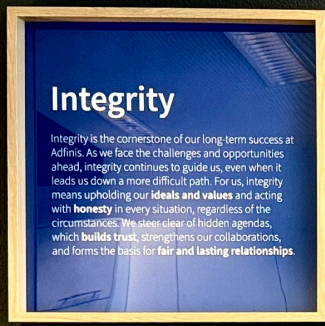 Integrity
Integrity is the cornerstone of our long-term success at
Adfinis. As we face the challenges and opportunities
ahead, integrity continues to guide us, even when it
leads us down a more difficult path. For us, integrity
means upholding our ideals and values and acting
with honesty in every situation, regardless of the
circumstances. We steer clear of hidden agendas,
which builds trust, strengthens our collaborations,
and forms the basis for fair and lasting relationships.